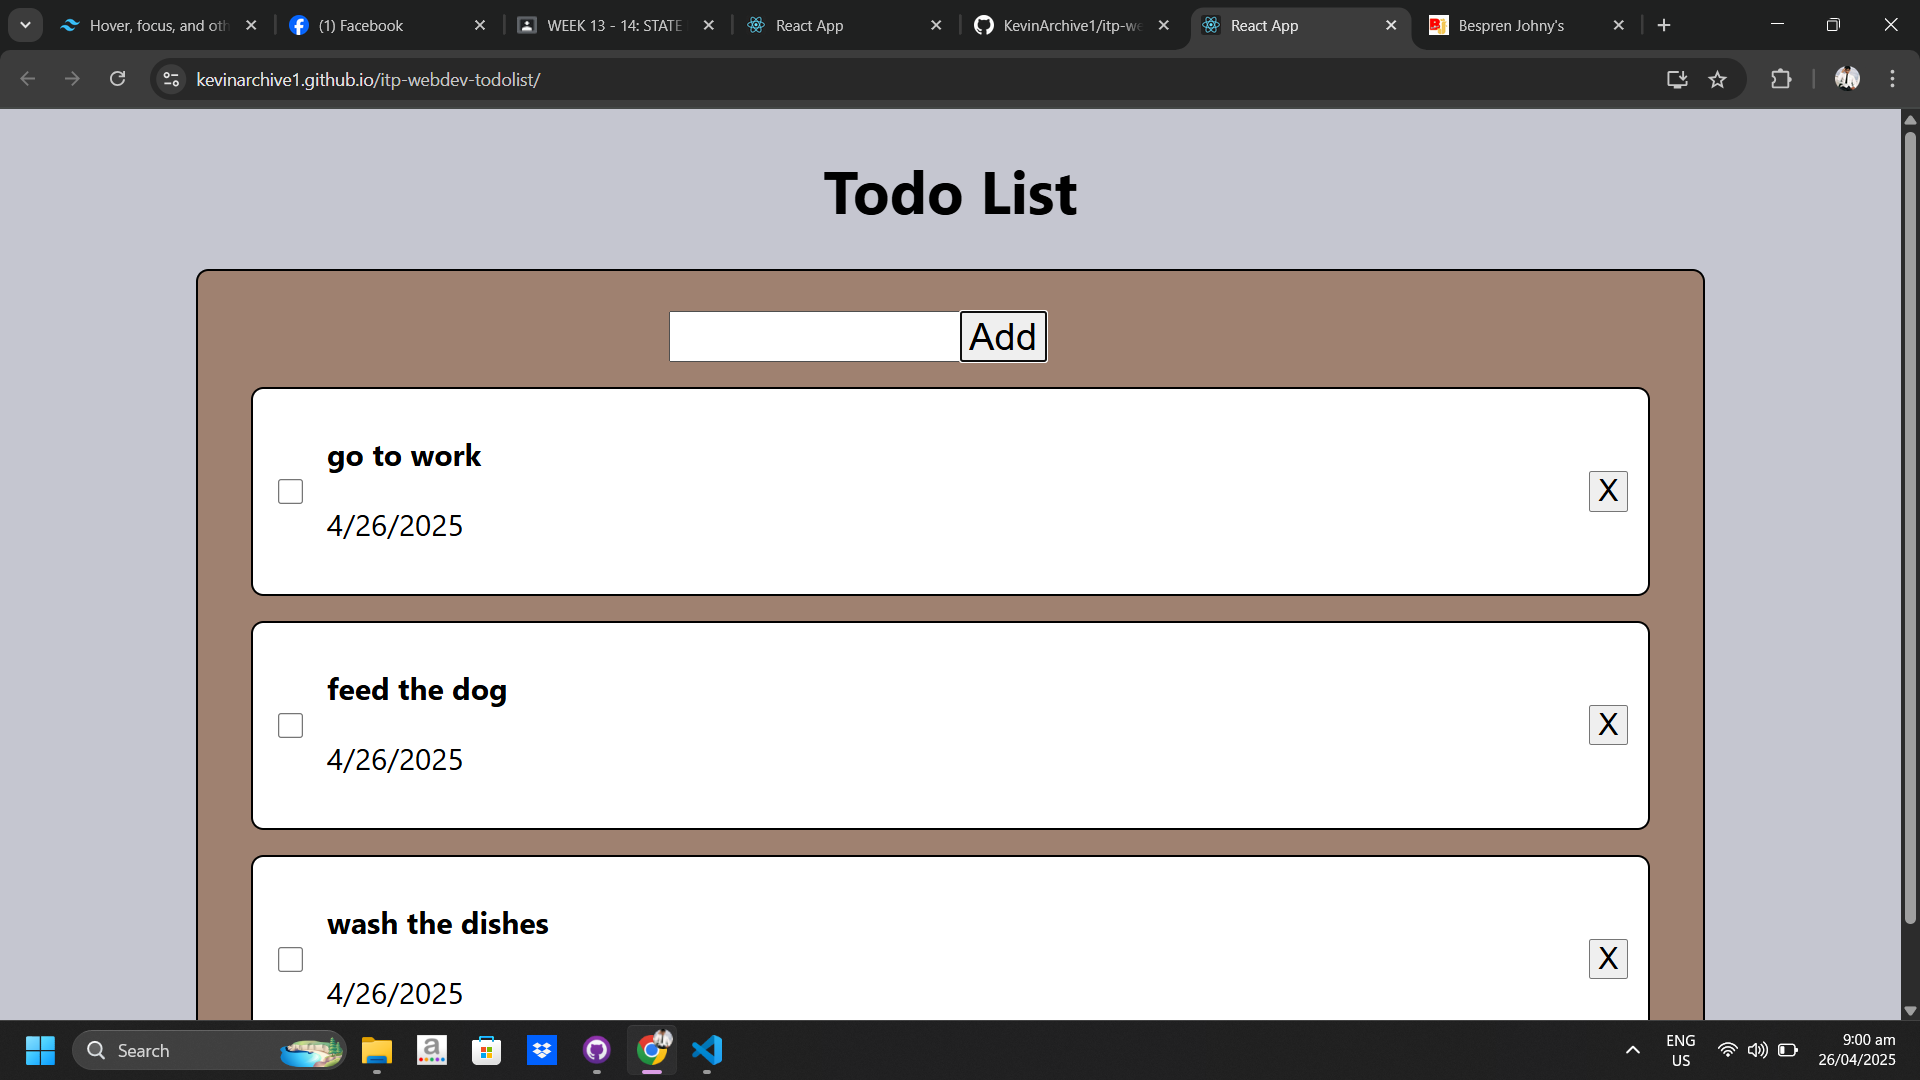 Hover, focus, and oth
(1) Facebook
WEEK 13 - 14: STATE
React App
KevinArchive1/itp-we
React App
Bespren Johny's
kevinarchive1.github.io/itp-webdev-todolist/
Todo List
Add
go to work
4/26/2025
X
feed the dog
4/26/2025
X
wash the dishes
4/26/2025
X
Search
a
ENG
US
9:00 am
26/04/2025